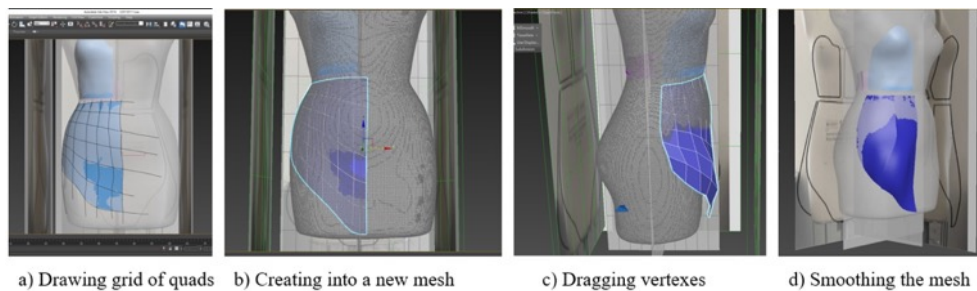 a) Drawing grid of quads
b) Creating into a new mesh
c) Dragging vertexes
d) Smoothing the mesh